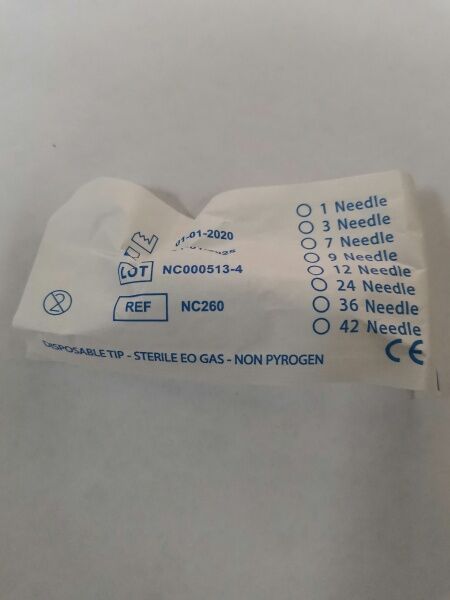 01-01-2020
LOT NC000513-4
REF NC260
2
DISPOSABLE TIP - STERILE EO GAS - NON PYROGEN
1 Needle
3 Needle
7 Needle
9 Needle
12 Needle
24 Needle
36 Needle
42 Needle
CE